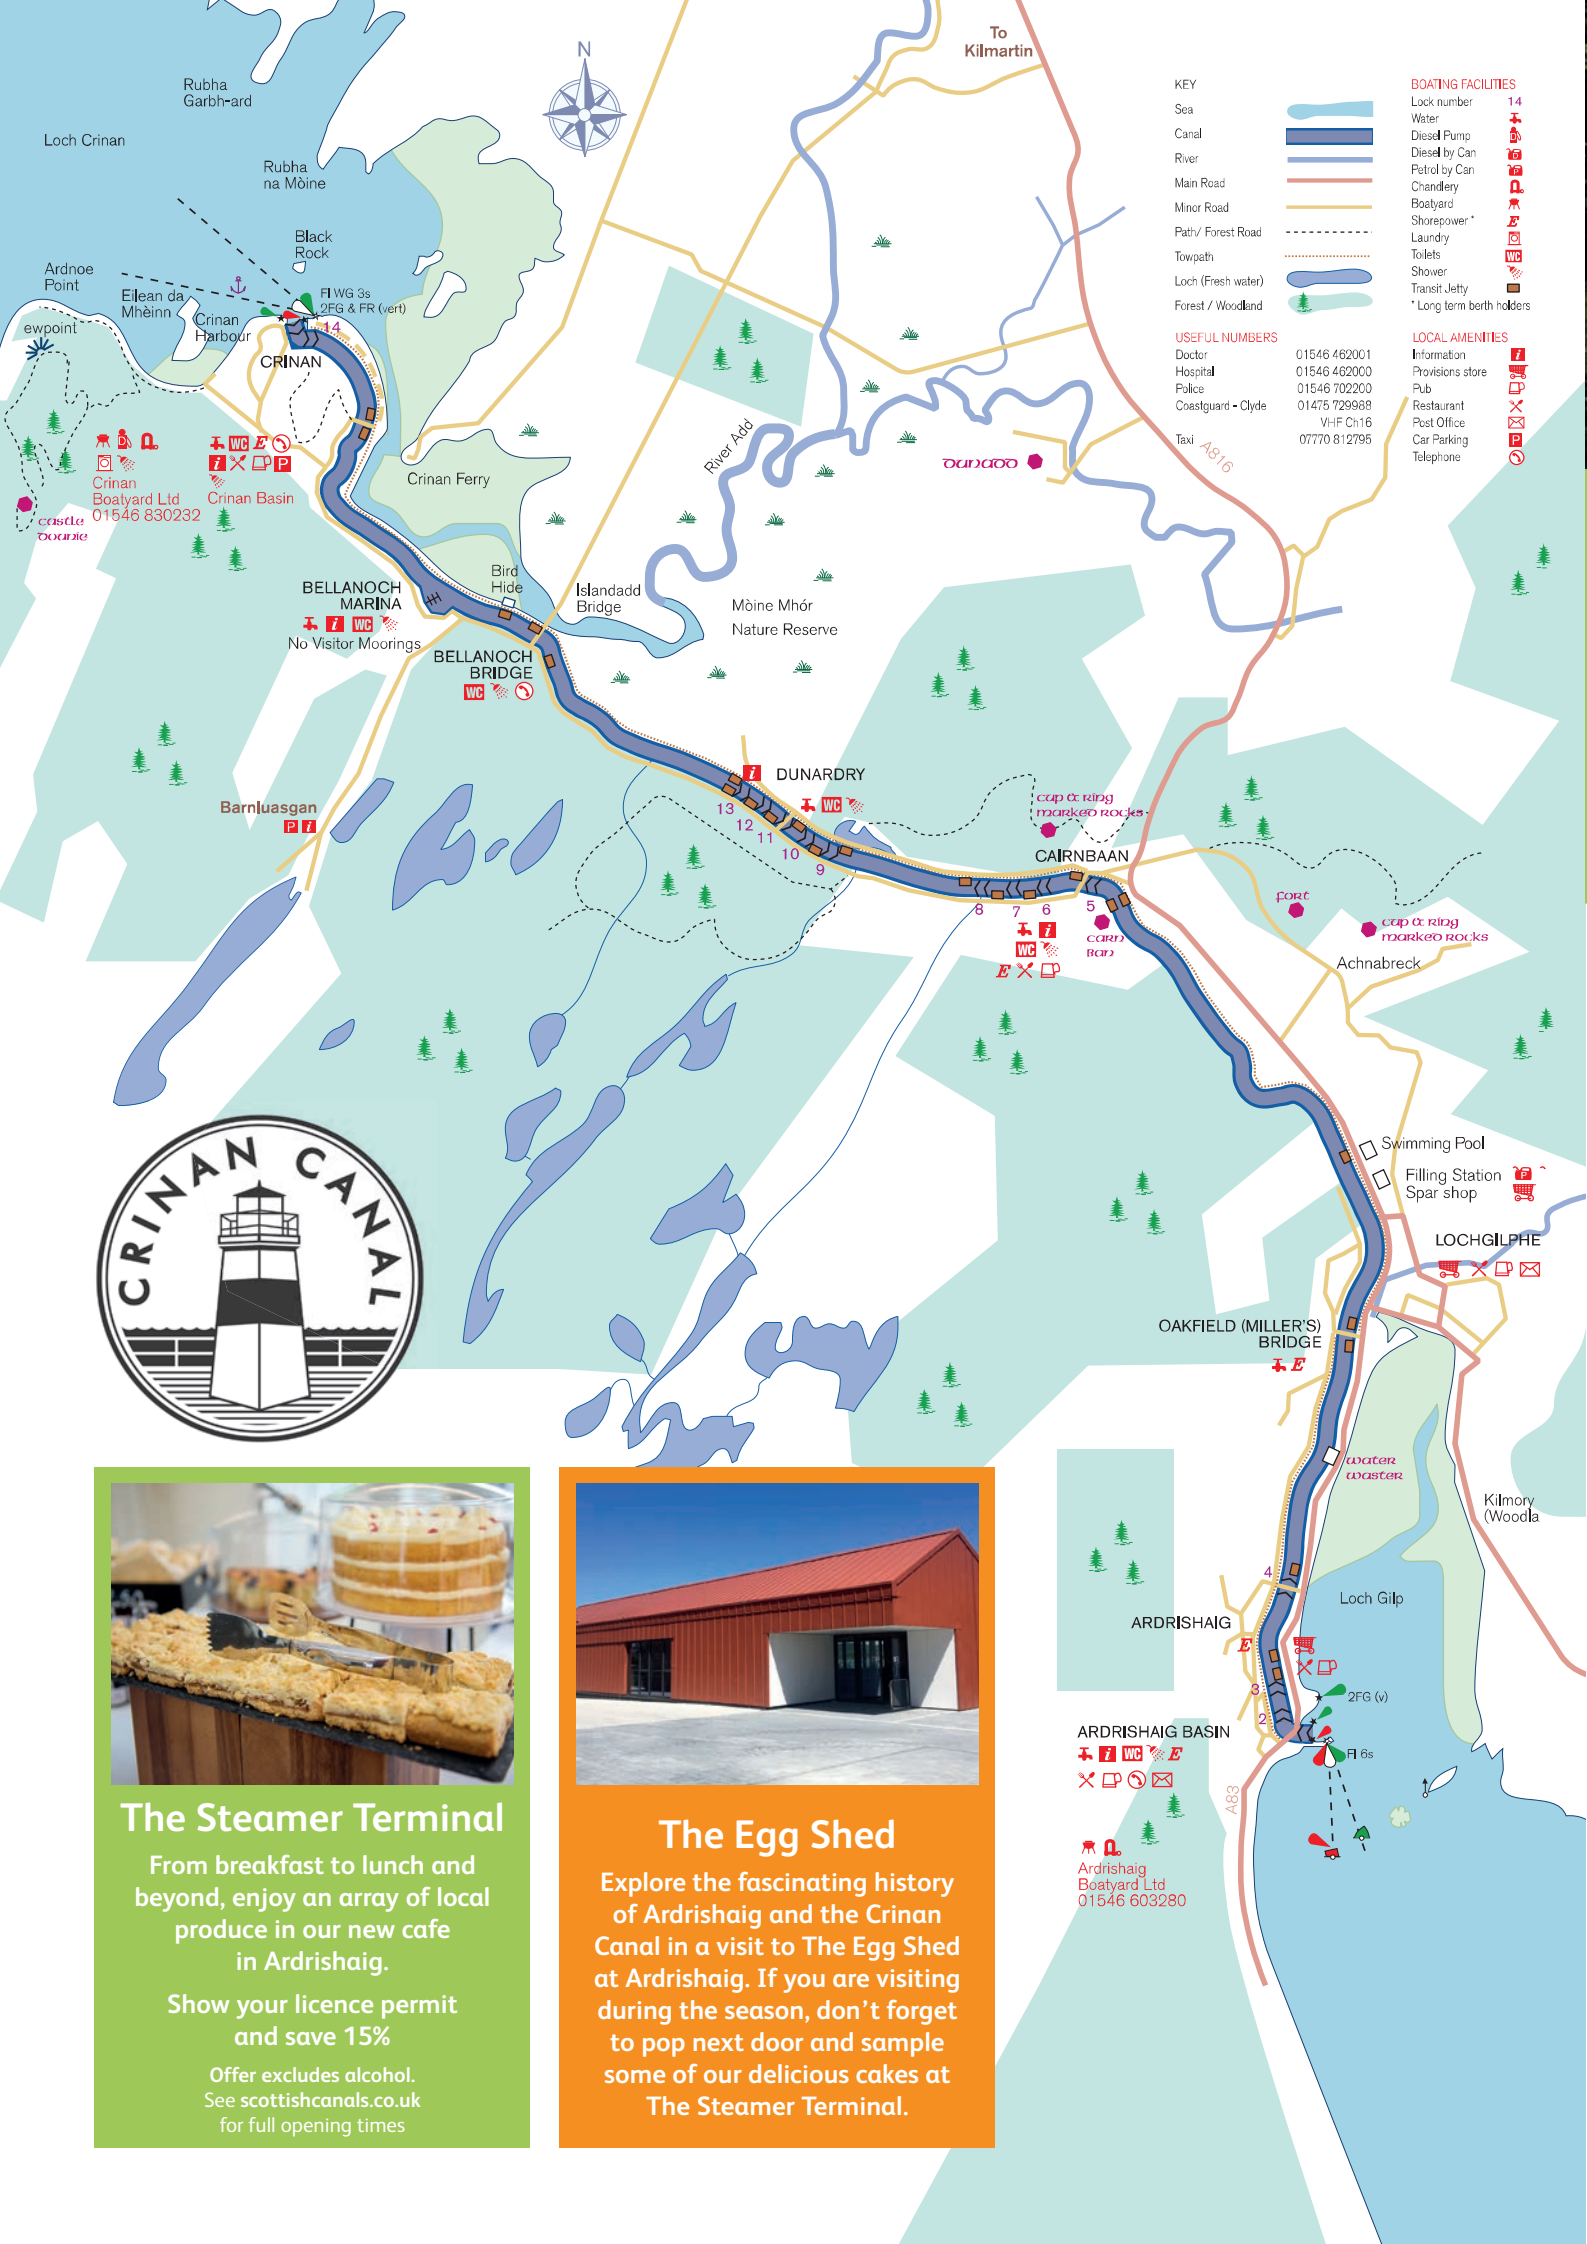 To
Kilmartin
N
Rubha
Garbh-ard
Loch Crinan
Rubha
na Mòine
Black
Rock
Ardnoe
Point
Eilean da
Mhèinn
Fl WG 3s
2FG & FR (vert)
14
Crinan
Harbour
ewpoint
CRINAN
KEY
Sea
Canal
River
Main Road
Minor Road
Path/ Forest Road
Towpath
Loch (Fresh water)
Forest / Woodland
BOATING FACILITIES
Lock number 14
Water
Diesel Pump
Diesel by Can
Petrol by Can
Chandlery
Boatyard
Shorepower *
Laundry
Toilets
Shower
Transit Jetty
* Long term berth holders
USEFUL NUMBERS
Doctor 01546 462001
Hospital 01546 462000
Police 01546 702200
Coastguard - Clyde 01475 729988
VHF Ch16
Taxi 07770 812795
LOCAL AMENITIES
Information
Provisions store
Pub
Restaurant
Post Office
Car Parking
Telephone
A816
River Add
Dunadd
Crinan Ferry
WC E
P
Crinan
Boatyard Ltd
01546 830232
Crinan Basin
castle
dounie
Bird
Hide
Islandadd
Bridge
BELLANOCH
MARINA
WC
No Visitor Moorings
Mòine Mhór
Nature Reserve
BELLANOCH
BRIDGE
WC
DUNARDRY
WC
Barnluasgan
P i
13
12
11
10
9
cup & ring
marked rocks
CAIRNBAAN
8
7
6
5
WC
E
carn
ban
fort
cup & ring
marked rocks
Achnabreck
CRINAN CANAL
Swimming Pool
Filling Station
Spar shop
LOCHGILPHE
OAKFIELD (MILLER'S)
BRIDGE
E
water
waster
Kilmory
(Woodla
4
Loch Gilp
ARDRISHAIG
E
3
2
2FG (v)
Fl 6s
ARDRISHAIG BASIN
i WC E
A83
Ardrishaig
Boatyard Ltd
01546 603280
The Steamer Terminal
From breakfast to lunch and
beyond, enjoy an array of local
produce in our new cafe
in Ardrishaig.
Show your licence permit
and save 15%
Offer excludes alcohol.
See scottishcanals.co.uk
for full opening times
The Egg Shed
Explore the fascinating history
of Ardrishaig and the Crinan
Canal in a visit to The Egg Shed
at Ardrishaig. If you are visiting
during the season, don't forget
to pop next door and sample
some of our delicious cakes at
The Steamer Terminal.